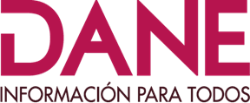 DANE
INFORMACIÓN PARA TODOS